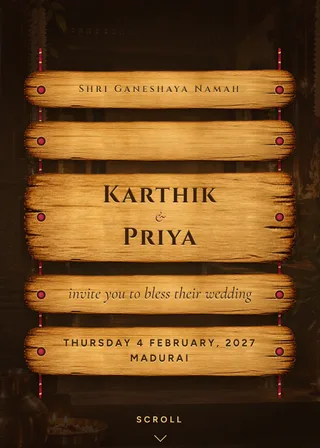 Shri Ganeshaya Namah
Karthik
&
Priya
invite you to bless their wedding
THURSDAY 4 FEBRUARY, 2027
MADURAI
SCROLL